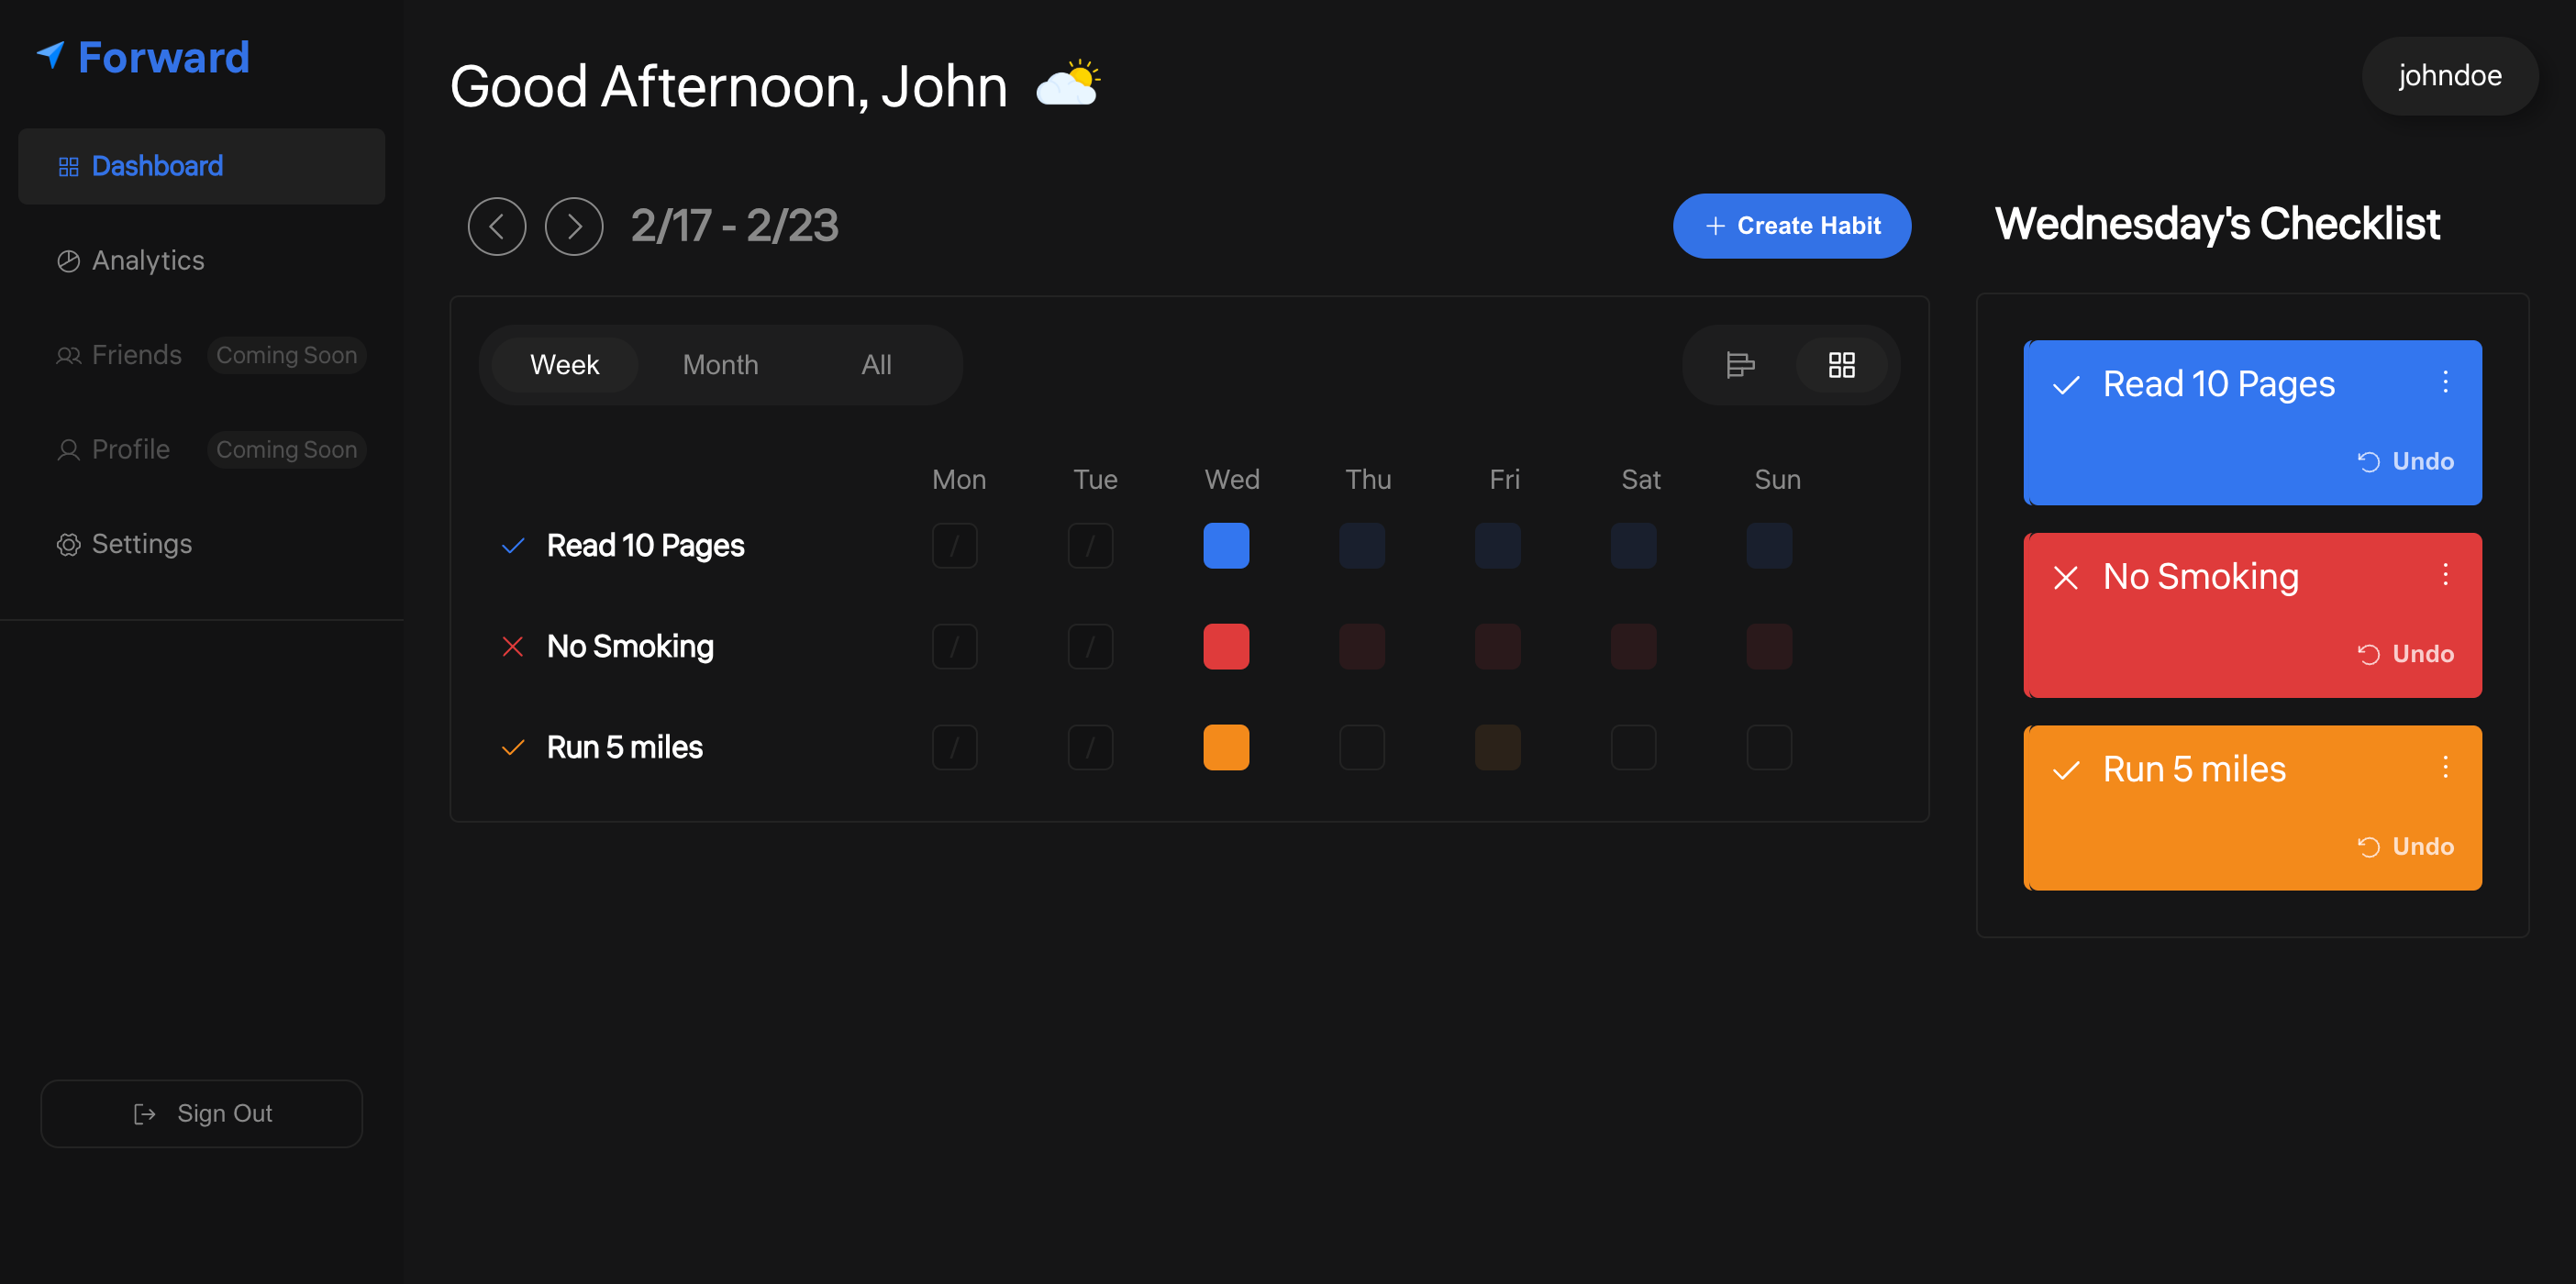 Forward
Dashboard
Analytics
Friends Coming Soon
Profile Coming Soon
Settings
Sign Out
Good Afternoon, John
johndoe
2/17 - 2/23
+ Create Habit
Week Month All
Mon Tue Wed Thu Fri Sat Sun
Read 10 Pages / /
No Smoking / /
Run 5 miles / /
Wednesday's Checklist
Read 10 Pages
Undo
No Smoking
Undo
Run 5 miles
Undo